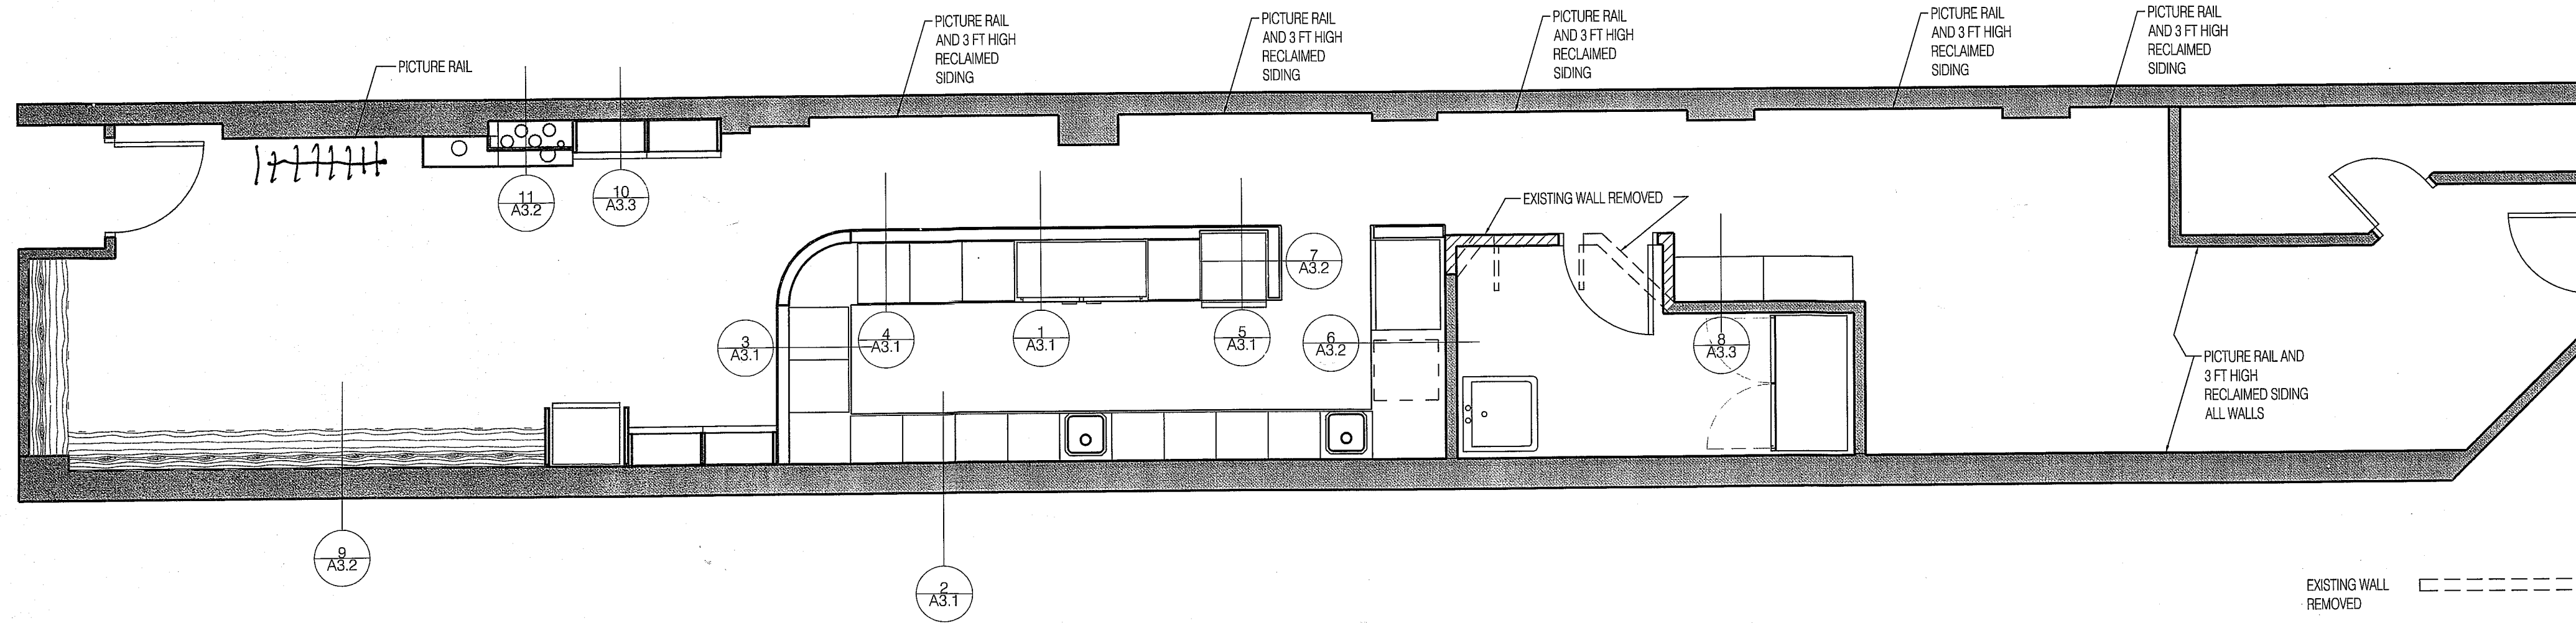 PICTURE RAIL
PICTURE RAIL
AND 3 FT HIGH
RECLAIMED
SIDING
PICTURE RAIL
AND 3 FT HIGH
RECLAIMED
SIDING
PICTURE RAIL
AND 3 FT HIGH
RECLAIMED
SIDING
PICTURE RAIL
AND 3 FT HIGH
RECLAIMED
SIDING
PICTURE RAIL
AND 3 FT HIGH
RECLAIMED
SIDING
11
A3.2
10
A3.3
EXISTING WALL REMOVED
7
A3.2
3
A3.1
4
A3.1
1
A3.1
5
A3.1
6
A3.2
8
A3.3
PICTURE RAIL AND
3 FT HIGH
RECLAIMED SIDING
ALL WALLS
9
A3.2
2
A3.1
EXISTING WALL
REMOVED